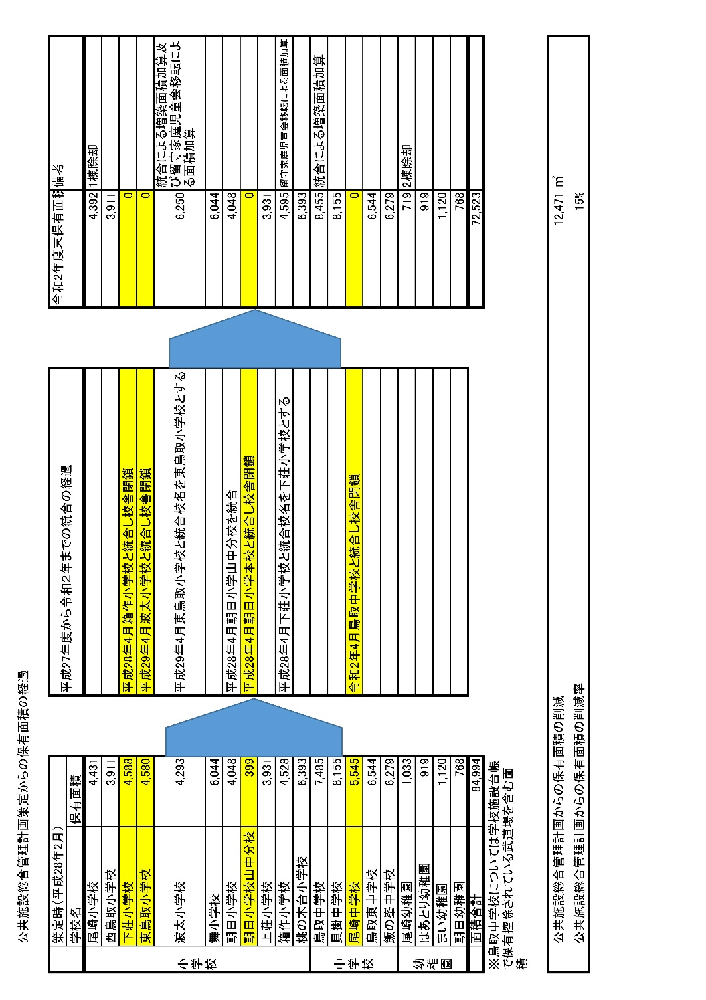 公共施設総合管理計画策定からの保有面積の経過
策定時(平成28年2月)
学校名 保有面積
小学校
尾崎小学校 4,431
西鳥取小学校 3,911
下荘小学校 4,588
東鳥取小学校 4,580
波太小学校 4,293
舞小学校 6,044
朝日小学校 4,048
朝日小学校山中分校 399
上荘小学校 3,931
箱作小学校 4,528
桃の木台小学校 6,393
中学校
鳥取中学校 7,485
貝掛中学校 8,155
尾崎中学校 5,545
鳥取東中学校 6,544
飯の峯中学校 6,279
幼稚園
尾崎幼稚園 1,033
はあとり幼稚園 919
まい幼稚園 1,120
朝日幼稚園 768
面積合計 84,994
※鳥取中学校については学校施設台帳
で保有控除されている武道場を含む面
積
平成27年度から令和2年までの統合の経過
平成28年4月箱作小学校と統合し校舎閉鎖
平成29年4月波太小学校と統合し校舎閉鎖
平成29年4月東鳥取小学校と統合校名を東鳥取小学校とする
平成28年4月朝日小学山中分校を統合
平成28年4月朝日小学本校と統合し校舎閉鎖
平成28年4月下荘小学校と統合校名を下荘小学校とする
令和2年4月鳥取中学校と統合し校舎閉鎖
令和2年度末保有面積 備考
4,392 1棟除却
3,911
0
0
6,250 統合による増築面積加算及
び留守家庭児童会移転によ
る面積加算
6,044
4,048
0
3,931
4,595 留守家庭児童会移転による面積加算
6,393
8,455 統合による増築面積加算
8,155
0
6,544
6,279
719 2棟除却
919
1,120
768
72,523
公共施設総合管理計画からの保有面積の削減 12,471 ㎡
公共施設総合管理計画からの保有面積の削減率 15%